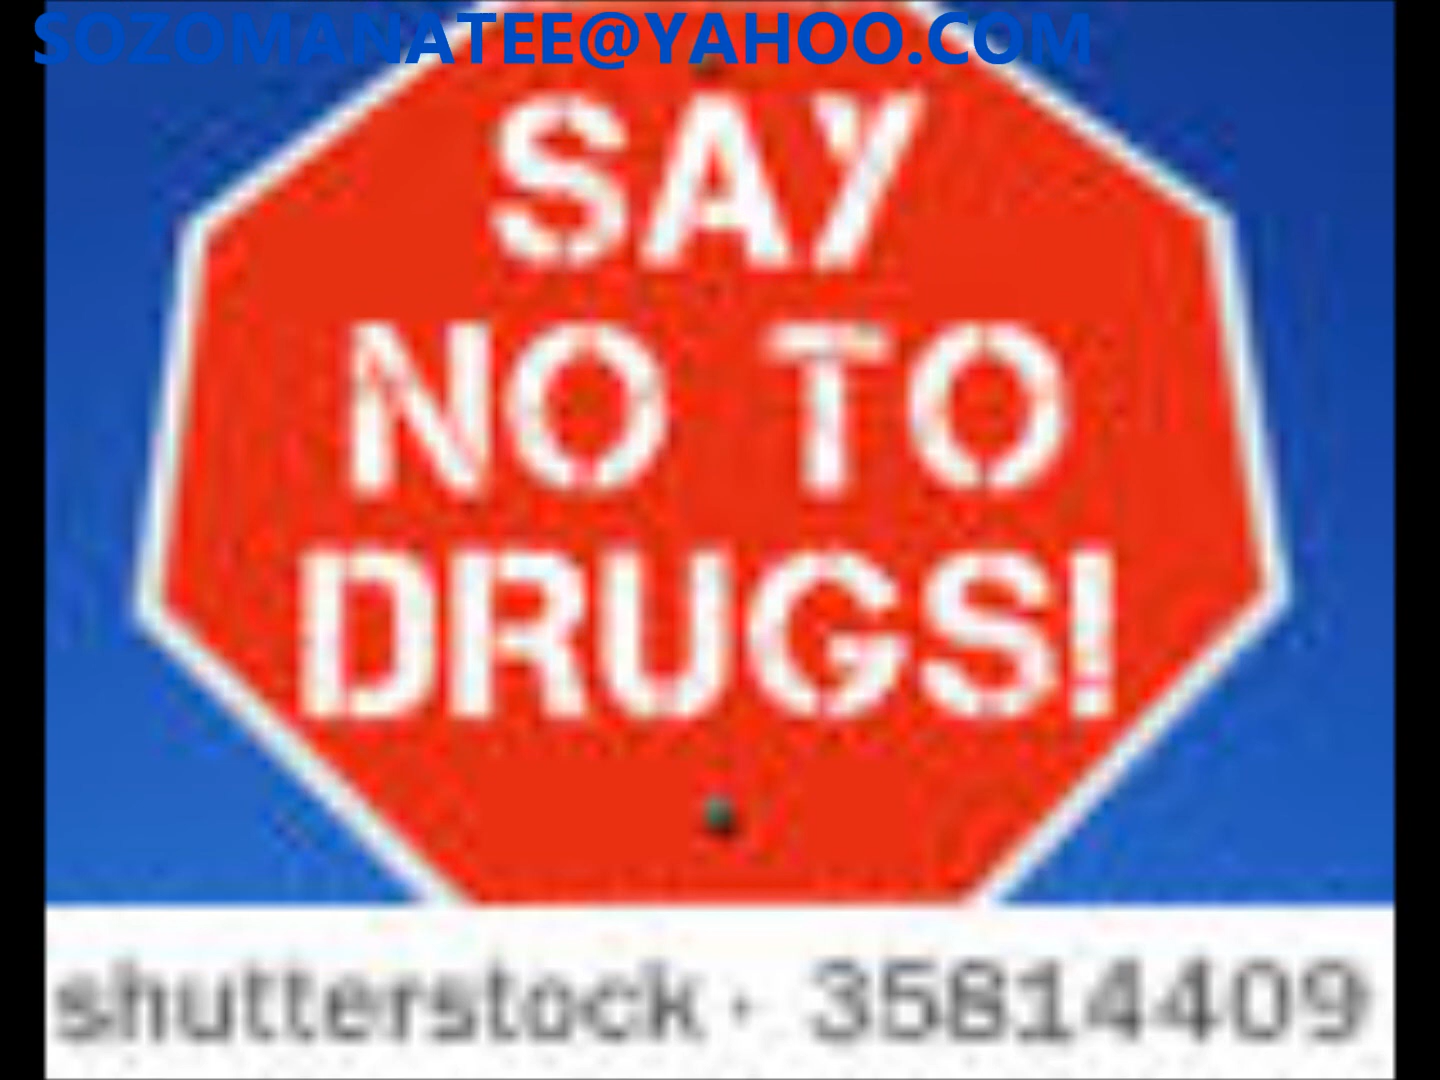 SOZOMANATEE@YAHOO.COM
SAY
NO TO
DRUGS!
shutterstock · 35814409